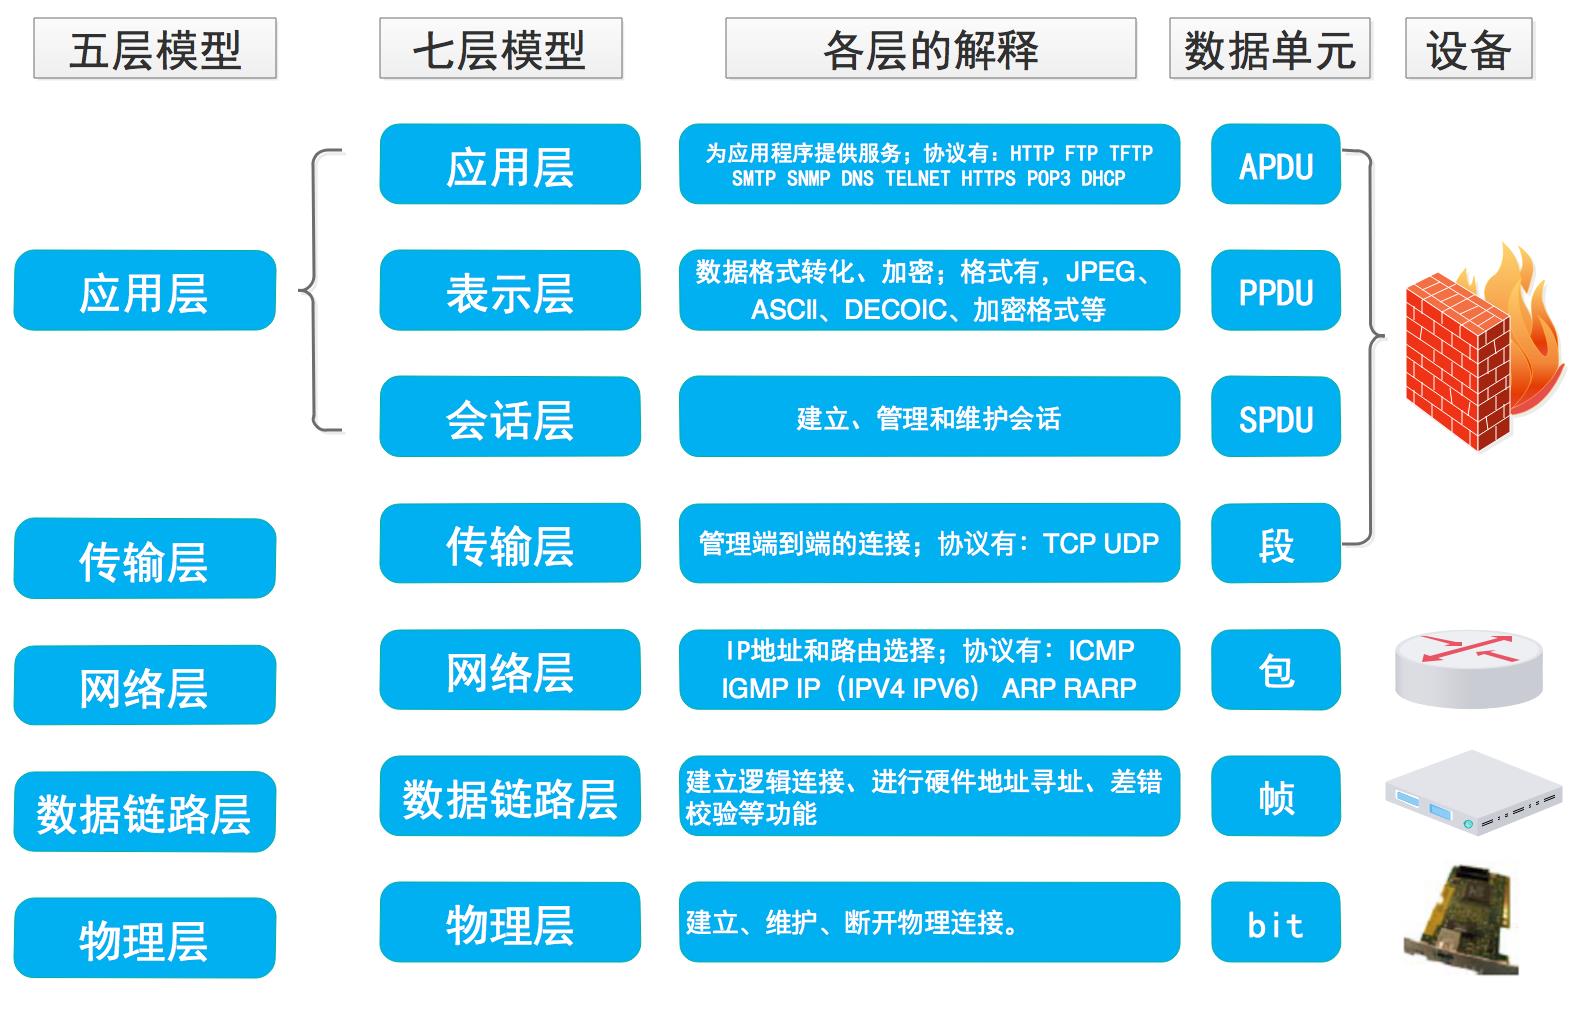 五层模型
七层模型
各层的解释
数据单元
设备
应用层
为应用程序提供服务；协议有：HTTP FTP TFTP
SMTP SNMP DNS TELNET HTTPS POP3 DHCP
APDU
应用层
表示层
数据格式转化、加密；格式有，JPEG、
ASCII、DECOIC、加密格式等
PPDU
会话层
建立、管理和维护会话
SPDU
传输层
传输层
管理端到端的连接；协议有：TCP UDP
段
网络层
网络层
IP地址和路由选择；协议有：ICMP
IGMP IP（IPV4 IPV6） ARP RARP
包
数据链路层
数据链路层
建立逻辑连接、进行硬件地址寻址、差错
校验等功能
帧
物理层
物理层
建立、维护、断开物理连接。
bit